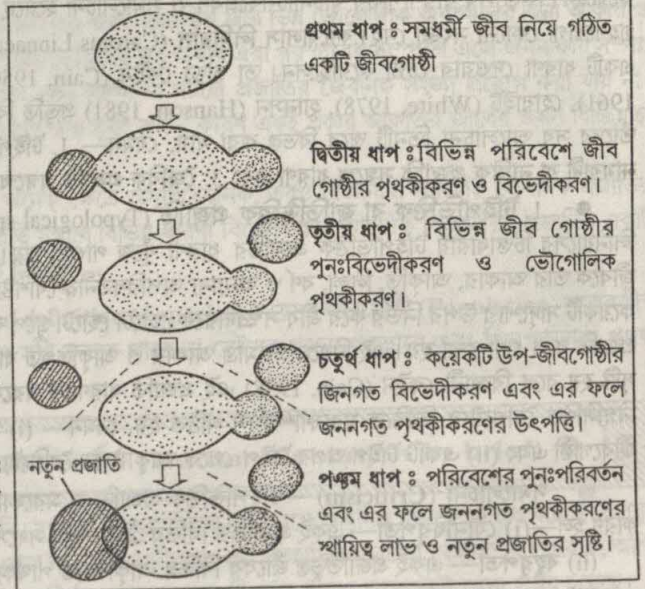 প্রথম ধাপ : সমধর্মী জীব নিয়ে গঠিত
একটি জীবগোষ্ঠী
দ্বিতীয় ধাপ : বিভিন্ন পরিবেশে জীব
গোষ্ঠীর পৃথকীকরণ ও বিভেদীকরণ।
তৃতীয় ধাপ : বিভিন্ন জীব গোষ্ঠীর
পুনঃবিভেদীকরণ ও ভৌগোলিক
পৃথকীকরণ।
চতুর্থ ধাপ : কয়েকটি উপ-জীবগোষ্ঠীর
জিনগত বিভেদীকরণ এবং এর ফলে
জননগত পৃথকীকরণের উৎপত্তি।
নতুন প্রজাতি
পঞ্চম ধাপ : পরিবেশের পুনঃপরিবর্তন
এবং এর ফলে জননগত পৃথকীকরণের
স্থায়িত্ব লাভ ও নতুন প্রজাতির সৃষ্টি।